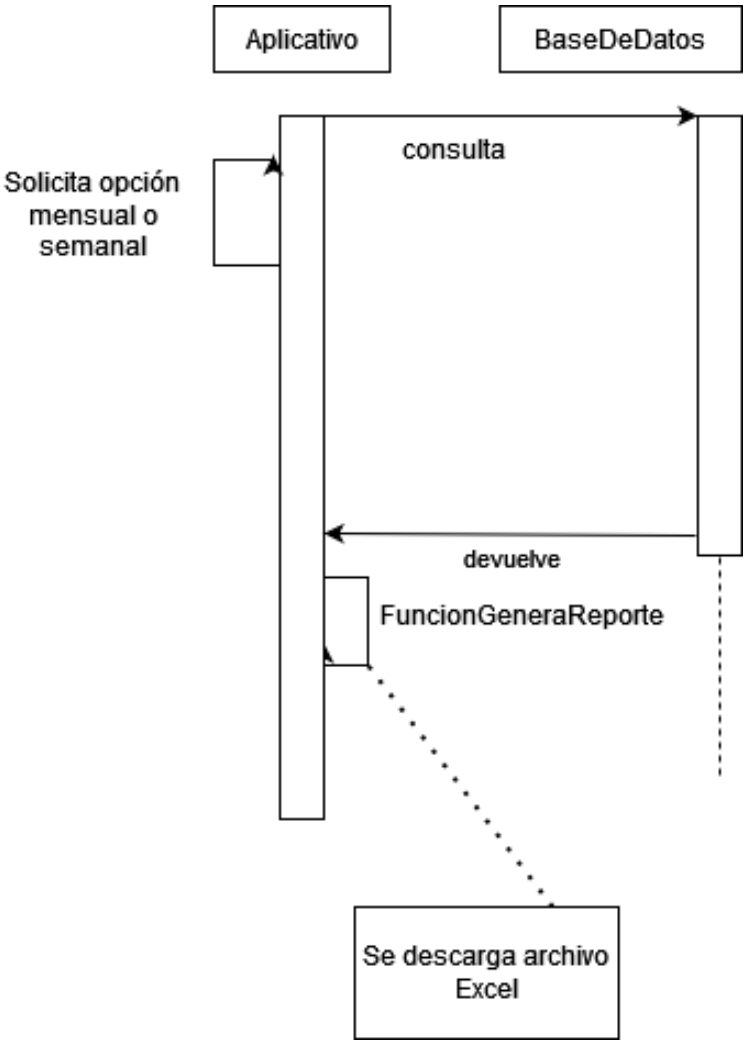 Aplicativo
BaseDeDatos
consulta
Solicita opción
mensual o
semanal
devuelve
FuncionGeneraReporte
Se descarga archivo
Excel